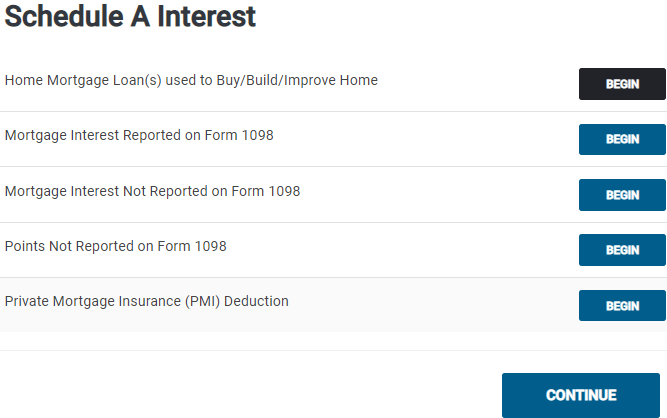 Schedule A Interest
Home Mortgage Loan(s) used to Buy/Build/Improve Home BEGIN
Mortgage Interest Reported on Form 1098 BEGIN
Mortgage Interest Not Reported on Form 1098 BEGIN
Points Not Reported on Form 1098 BEGIN
Private Mortgage Insurance (PMI) Deduction BEGIN
CONTINUE